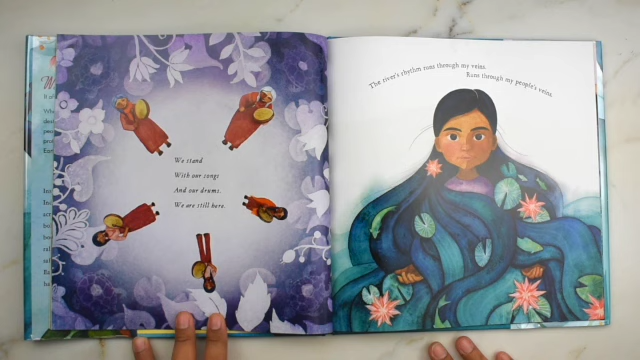 We stand
With our songs
And our drums.
We are still here.
The river's rhythm runs through my veins.
Runs through my people's veins.